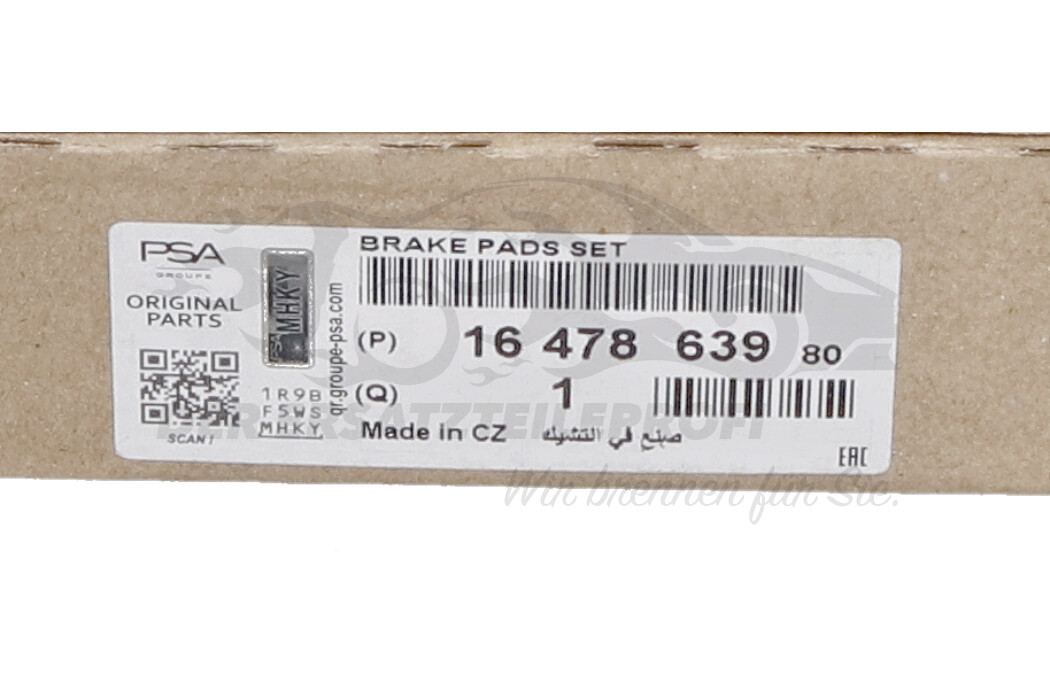 PSA
GROUPE
ORIGINAL
PARTS
SCAN !
PSA MHKY
1R9B
F5WS
MHKY
qr.groupe-psa.com
BRAKE PADS SET
(P) 16 478 639 80
(Q) 1
Made in CZ صنع في التشيك
EAC
DER ERSATZTEILEPROFI
Wir brennen für Sie.